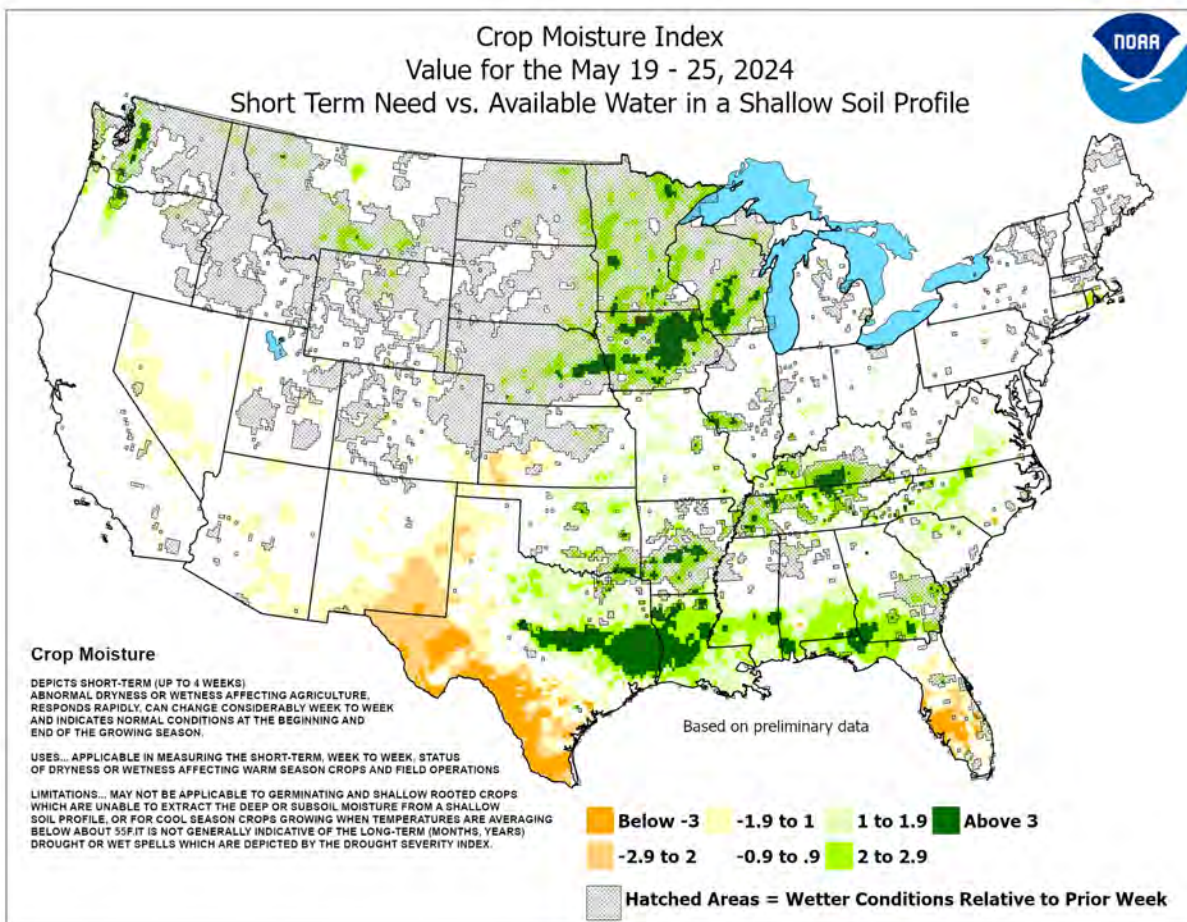 Crop Moisture Index
Value for the May 19 - 25, 2024
Short Term Need vs. Available Water in a Shallow Soil Profile
NOAA
Crop Moisture
DEPICTS SHORT-TERM (UP TO 4 WEEKS)
ABNORMAL DRYNESS OR WETNESS AFFECTING AGRICULTURE,
RESPONDS RAPIDLY, CAN CHANGE CONSIDERABLY WEEK TO WEEK
AND INDICATES NORMAL CONDITIONS AT THE BEGINNING AND
END OF THE GROWING SEASON.
USES... APPLICABLE IN MEASURING THE SHORT-TERM, WEEK TO WEEK, STATUS
OF DRYNESS OR WETNESS AFFECTING WARM SEASON CROPS AND FIELD OPERATIONS
LIMITATIONS... MAY NOT BE APPLICABLE TO GERMINATING AND SHALLOW ROOTED CROPS
WHICH ARE UNABLE TO EXTRACT THE DEEP OR SUBSOIL MOISTURE FROM A SHALLOW
SOIL PROFILE, OR FOR COOL SEASON CROPS GROWING WHEN TEMPERATURES ARE AVERAGING
BELOW ABOUT 55F.IT IS NOT GENERALLY INDICATIVE OF THE LONG-TERM (MONTHS, YEARS)
DROUGHT OR WET SPELLS WHICH ARE DEPICTED BY THE DROUGHT SEVERITY INDEX.
Based on preliminary data
Below -3 -1.9 to 1 1 to 1.9 Above 3
-2.9 to 2 -0.9 to .9 2 to 2.9
Hatched Areas = Wetter Conditions Relative to Prior Week